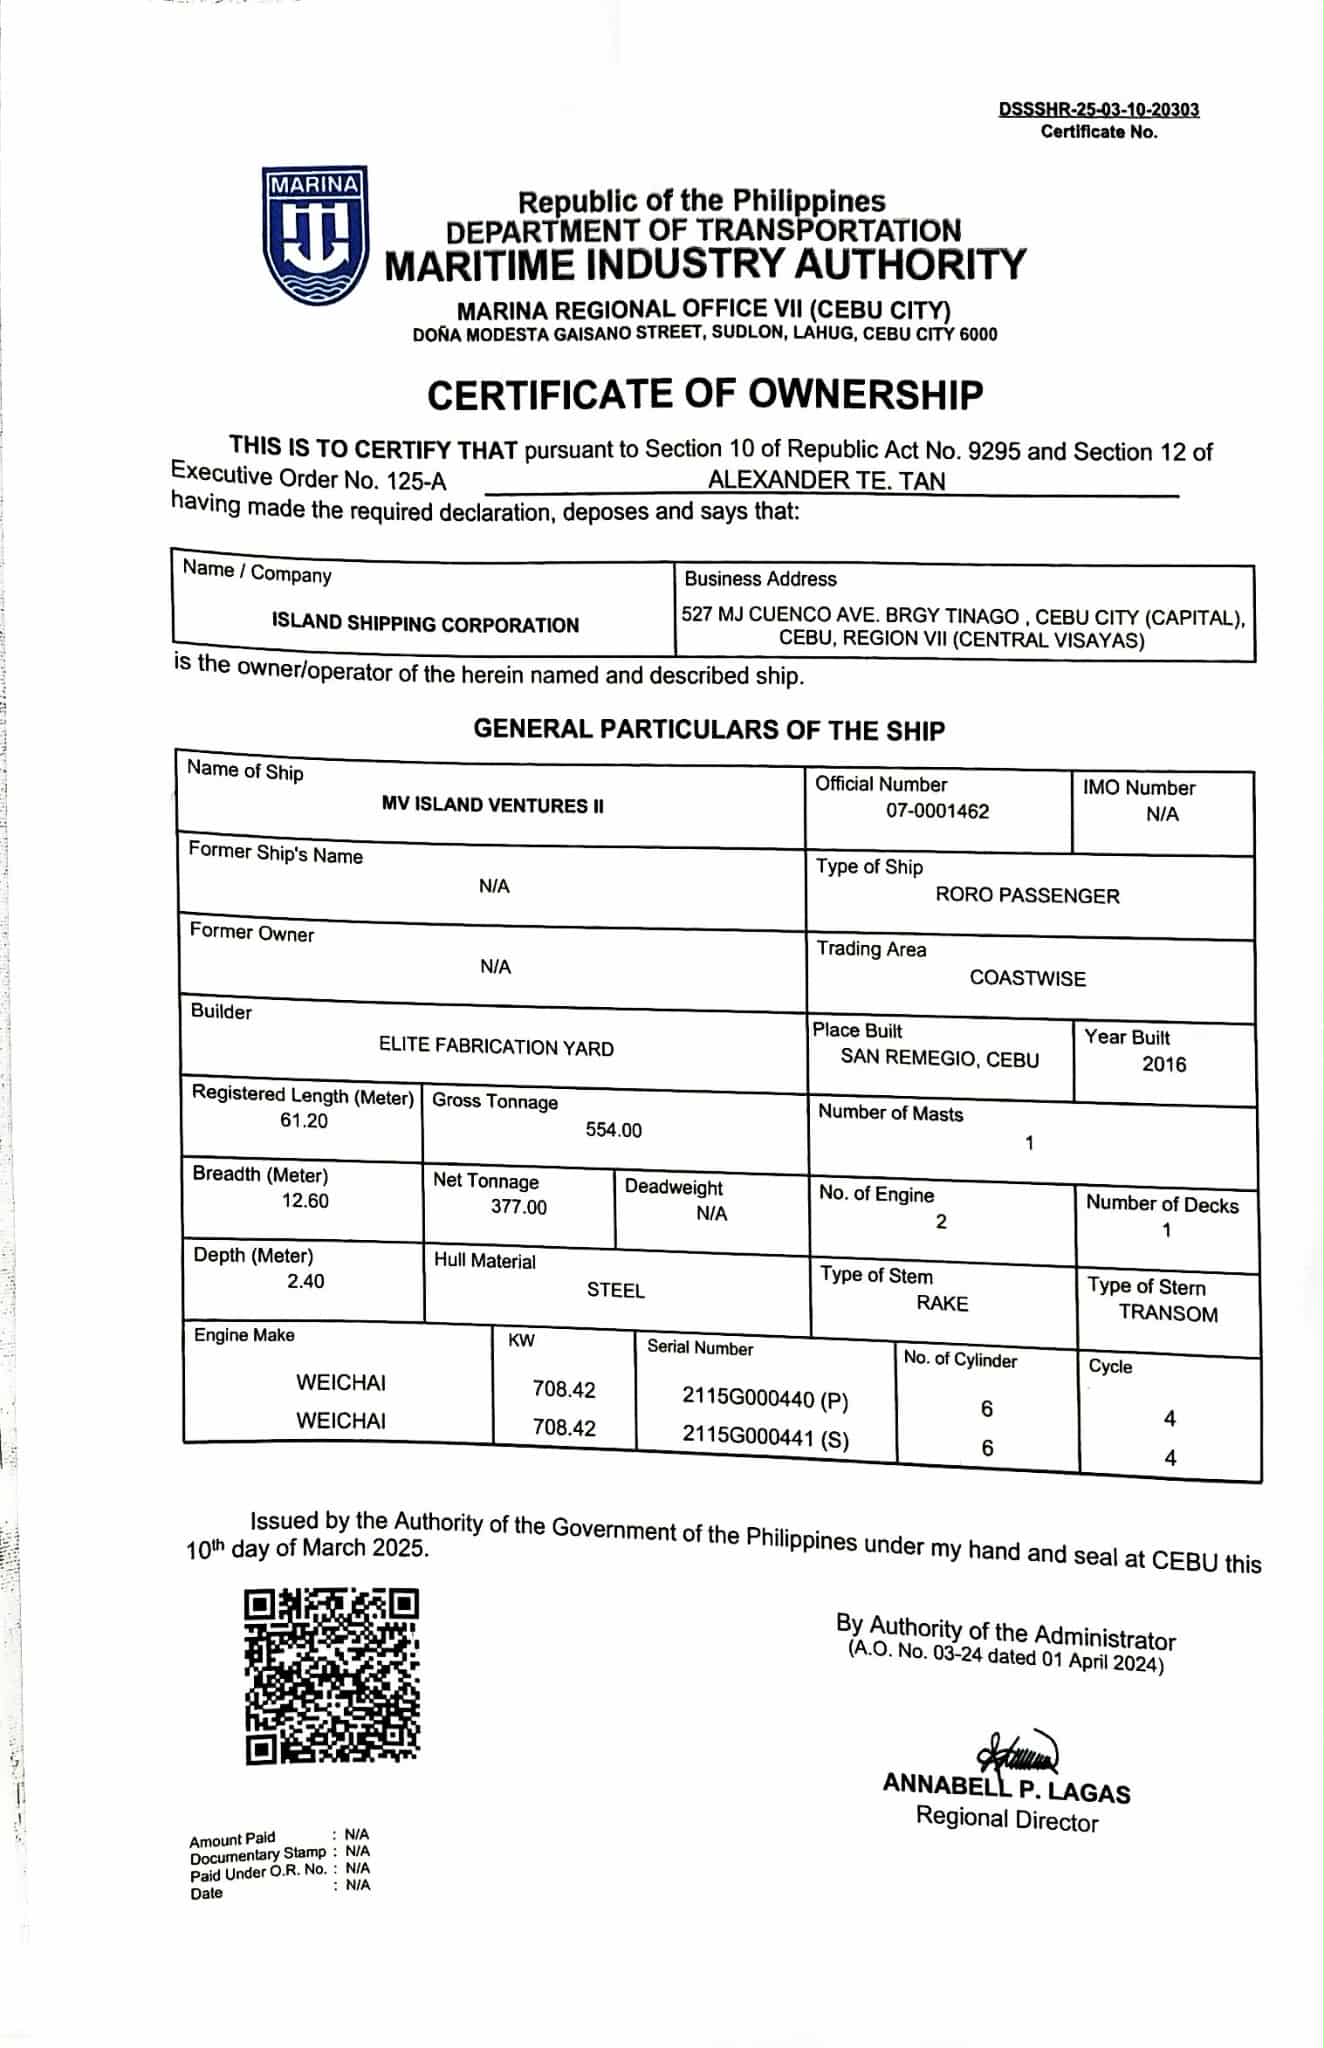 DSSSHR-25-03-10-20303
Certificate No.
MARINA
Republic of the Philippines
DEPARTMENT OF TRANSPORTATION
MARITIME INDUSTRY AUTHORITY
MARINA REGIONAL OFFICE VII (CEBU CITY)
DOÑA MODESTA GAISANO STREET, SUDLON, LAHUG, CEBU CITY 6000
CERTIFICATE OF OWNERSHIP
THIS IS TO CERTIFY THAT pursuant to Section 10 of Republic Act No. 9295 and Section 12 of
Executive Order No. 125-A ALEXANDER TE. TAN
having made the required declaration, deposes and says that:
Name / Company
ISLAND SHIPPING CORPORATION
Business Address
527 MJ CUENCO AVE. BRGY TINAGO , CEBU CITY (CAPITAL),
CEBU, REGION VII (CENTRAL VISAYAS)
is the owner/operator of the herein named and described ship.
GENERAL PARTICULARS OF THE SHIP
Name of Ship
MV ISLAND VENTURES II
Official Number
07-0001462
IMO Number
N/A
Former Ship's Name
N/A
Type of Ship
RORO PASSENGER
Former Owner
N/A
Trading Area
COASTWISE
Builder
ELITE FABRICATION YARD
Place Built
SAN REMEGIO, CEBU
Year Built
2016
Registered Length (Meter)
61.20
Gross Tonnage
554.00
Number of Masts
1
Breadth (Meter)
12.60
Net Tonnage
377.00
Deadweight
N/A
No. of Engine
2
Number of Decks
1
Depth (Meter)
2.40
Hull Material
STEEL
Type of Stem
RAKE
Type of Stern
TRANSOM
Engine Make KW Serial Number No. of Cylinder Cycle
WEICHAI 708.42 2115G000440 (P) 6 4
WEICHAI 708.42 2115G000441 (S) 6 4
Issued by the Authority of the Government of the Philippines under my hand and seal at CEBU this
10th day of March 2025.
By Authority of the Administrator
(A.O. No. 03-24 dated 01 April 2024)
ANNABELL P. LAGAS
Regional Director
Amount Paid : N/A
Documentary Stamp : N/A
Paid Under O.R. No. : N/A
Date : N/A